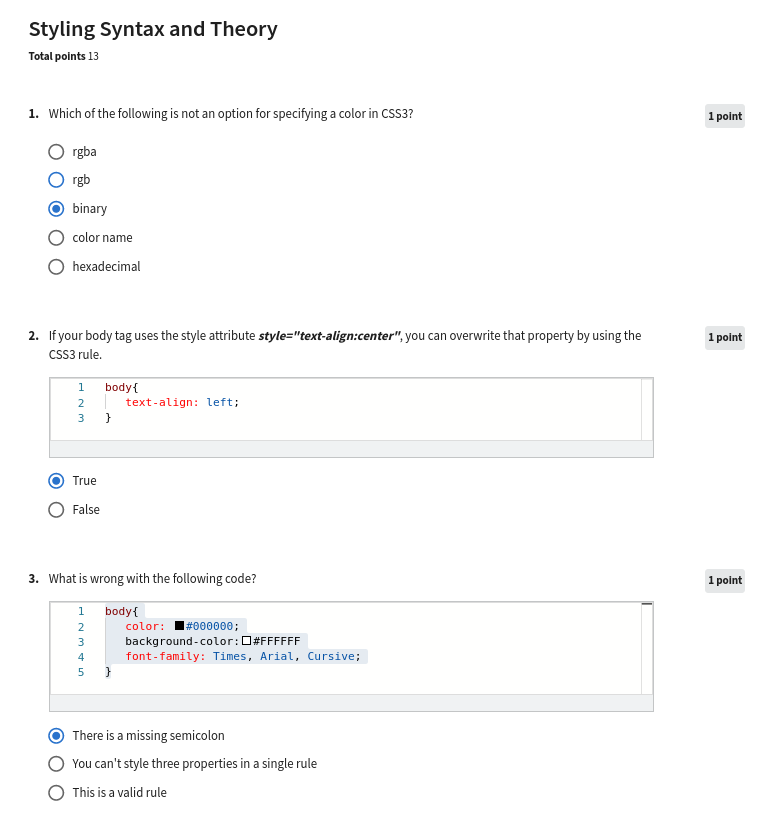 Styling Syntax and Theory
Total points 13
1. Which of the following is not an option for specifying a color in CSS3?
1 point
rgba
rgb
binary
color name
hexadecimal
2. If your body tag uses the style attribute style="text-align:center", you can overwrite that property by using the
CSS3 rule.
1 point
1 body{
2 text-align: left;
3 }
True
False
3. What is wrong with the following code?
1 point
1 body{
2 color: #000000;
3 background-color: #FFFFFF
4 font-family: Times, Arial, Cursive;
5 }
There is a missing semicolon
You can't style three properties in a single rule
This is a valid rule